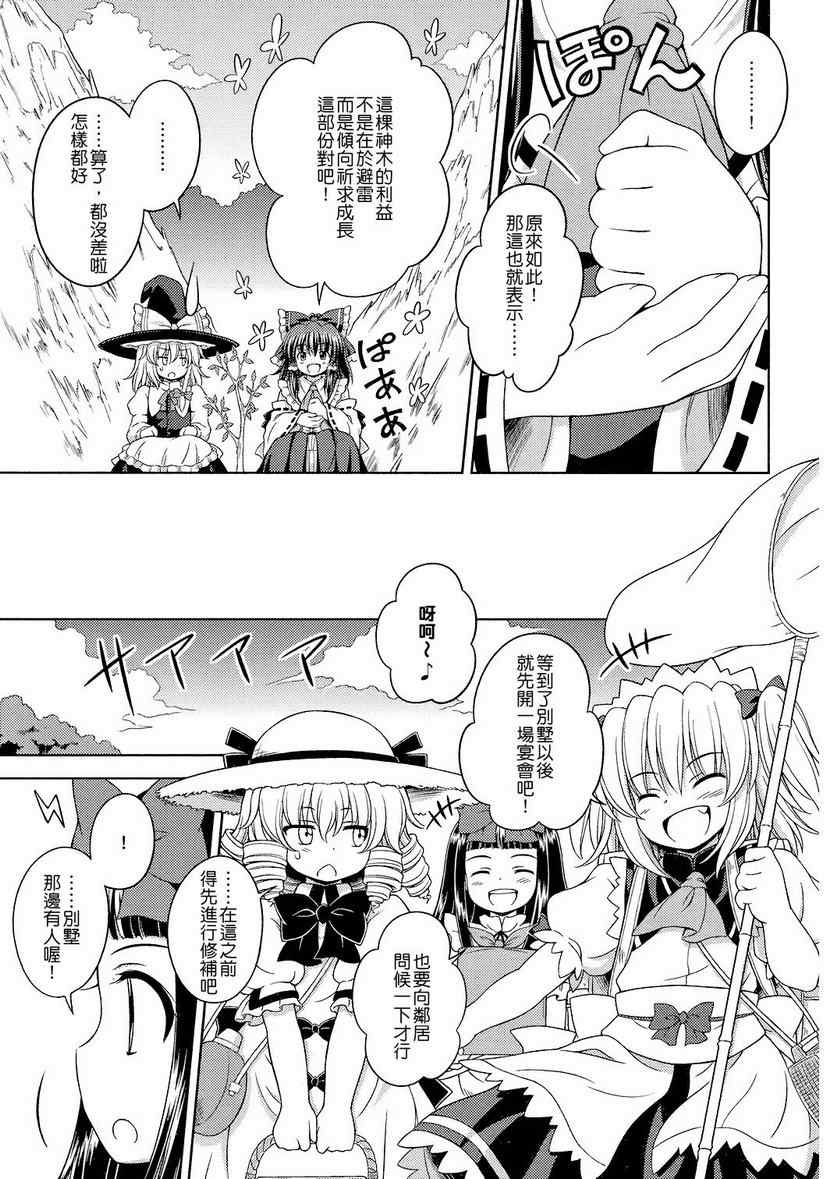 ………！
ぽん
原來如此！
那這也就表示……
這棵神木的利益
不是在於避雷
而是傾向祈求成長
這部份對吧！
ぱあぁ
………
……算了，都沒差啦
怎樣都好
等到了別墅以後
就先開一場宴會吧！
呀呵～♪
サアアア
也要向鄰居
問候一下才行
……在這之前
得先進行修補吧
！
……別墅
那邊有人喔！